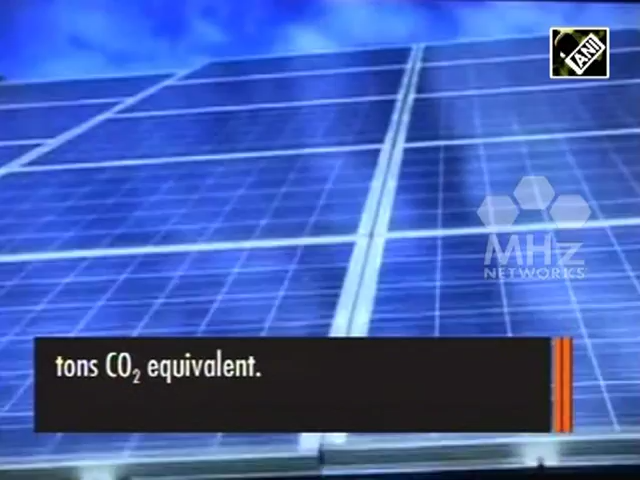 ANI
MHz
NETWORKS
tons CO₂ equivalent.